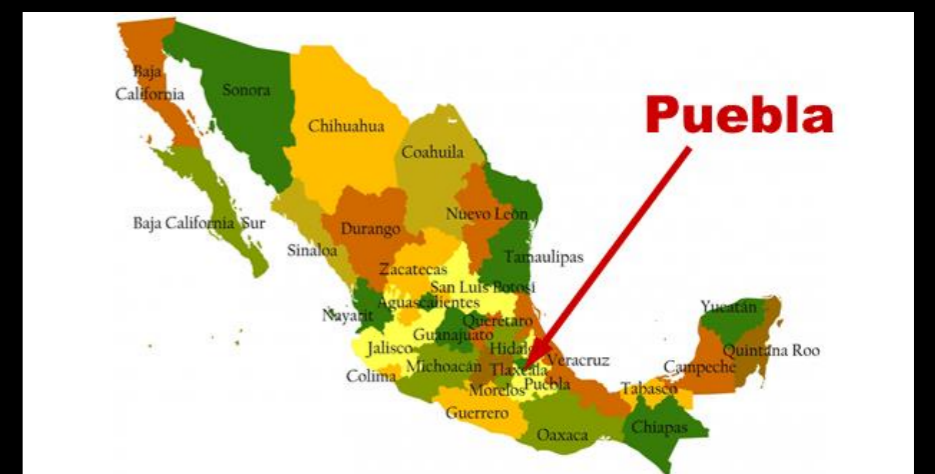 Baja
California
Sonora
Chihuahua
Puebla
Coahuila
Baja California Sur
Nuevo León
Durango
Sinaloa
Tamaulipas
Zacatecas
San Luis Botosí
Aguascalientes
Nayarit
Yucatán
Querétaro
Guanajuato
Jalisco
Hidalgo
Quintana Roo
Veracruz
Campeche
Michoacán
Tlaxcala
Colima
Puebla
Morelos
Tabasco
Guerrero
Chiapas
Oaxaca